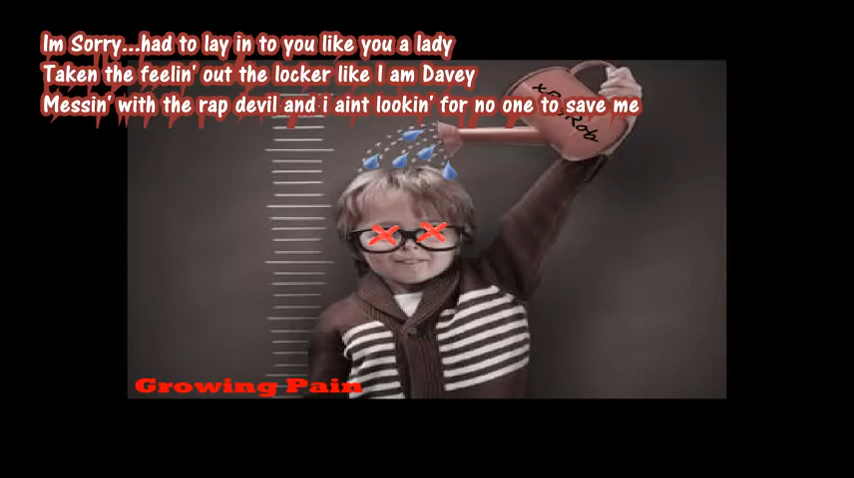 Im Sorry...had to lay in to you like you a lady
Taken the feelin' out the locker like I am Davey
Messin' with the rap devil and i aint lookin' for no one to save me
Growing Pain